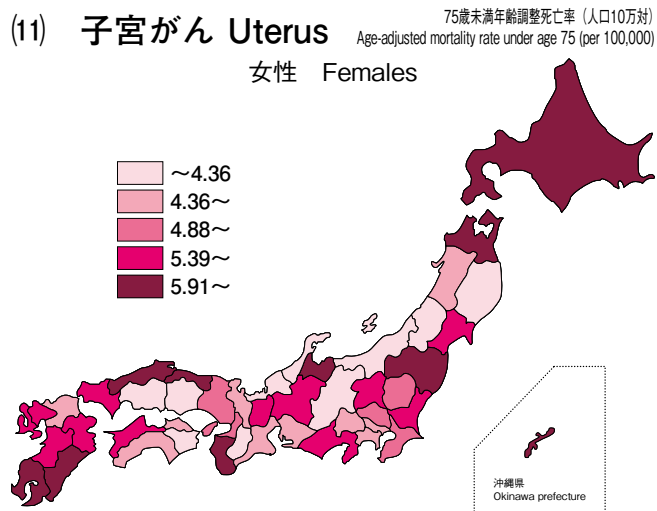 ⑾ 子宮がん Uterus
75歳未満年齢調整死亡率（人口10万対）
Age-adjusted mortality rate under age 75 (per 100,000)
女性 Females
～4.36
4.36～
4.88～
5.39～
5.91～
沖縄県
Okinawa prefecture